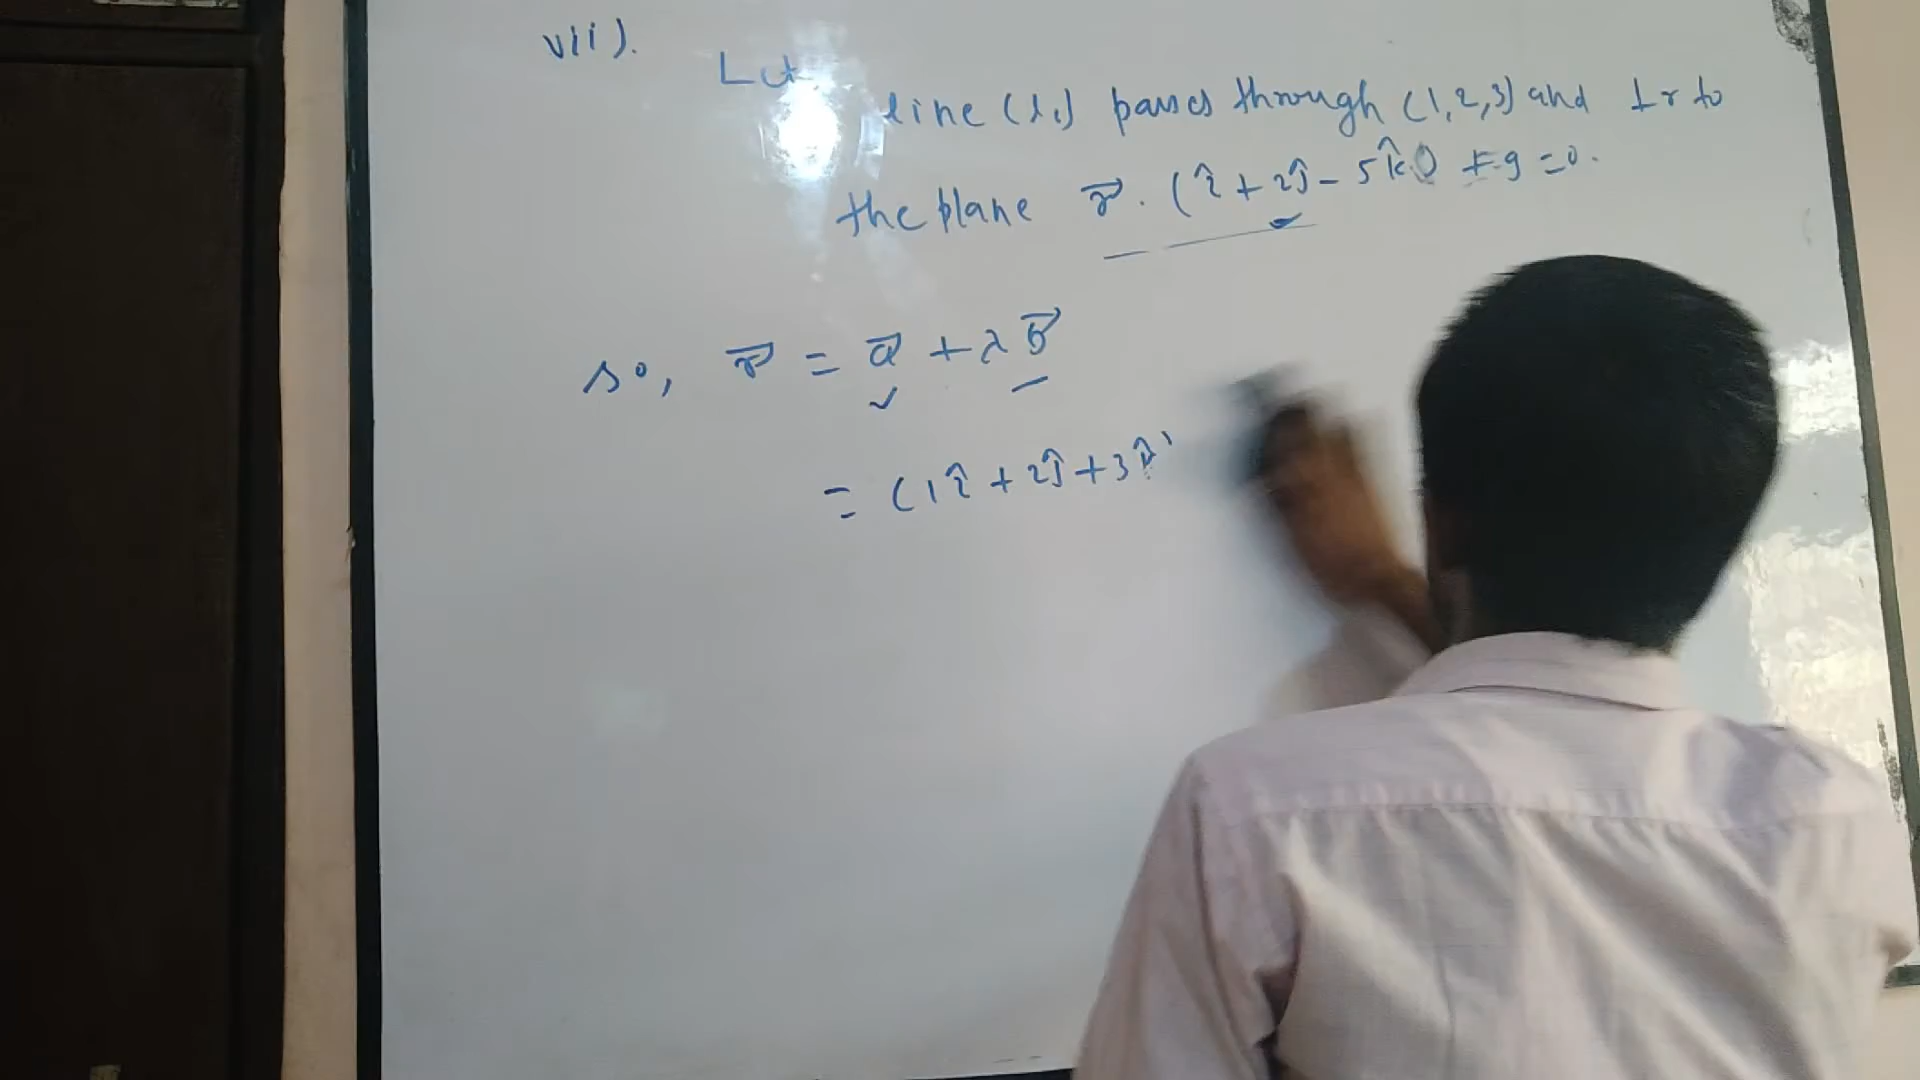 vii).
Let
line (l₁) passes through (1,2,3) and ⊥r to
the plane r⃗ . (î + 2ĵ - 5k̂) + 9 = 0.
so, r⃗ = a⃗ + λb⃗
= (1î + 2ĵ + 3k̂)